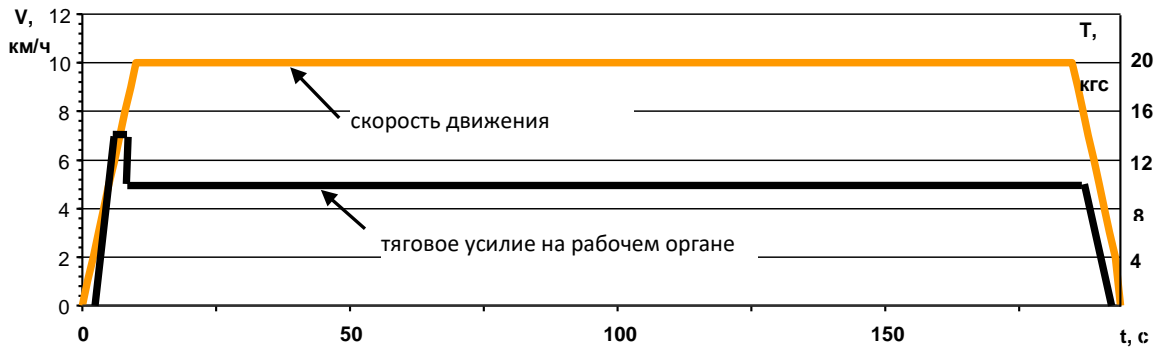 V,
км/ч
12
10
8
6
4
2
0
T,
кгс
20
16
12
8
4
скорость движения
тяговое усилие на рабочем органе
0
50
100
150
t, с